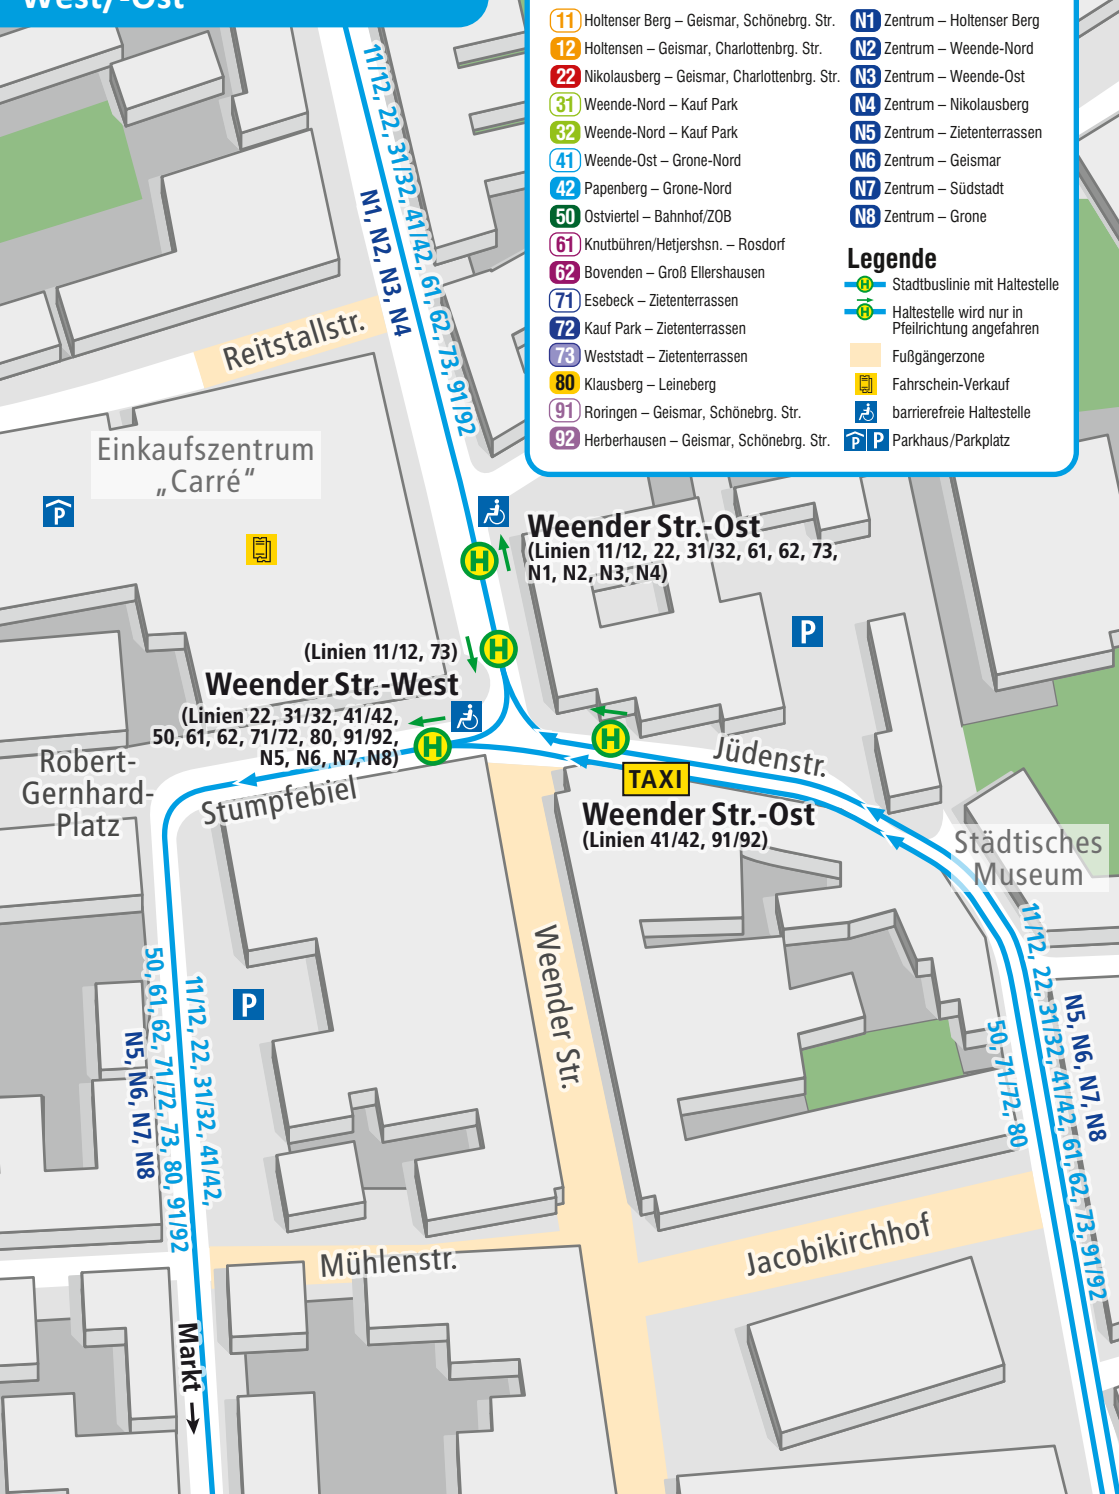 West/-Ost
11 Holtenser Berg – Geismar, Schönebrg. Str.
12 Holtensen – Geismar, Charlottenbrg. Str.
22 Nikolausberg – Geismar, Charlottenbrg. Str.
31 Weende-Nord – Kauf Park
32 Weende-Nord – Kauf Park
41 Weende-Ost – Grone-Nord
42 Papenberg – Grone-Nord
50 Ostviertel – Bahnhof/ZOB
61 Knutbühren/Hetjershsn. – Rosdorf
62 Bovenden – Groß Ellershausen
71 Esebeck – Zietenterrassen
72 Kauf Park – Zietenterrassen
73 Weststadt – Zietenterrassen
80 Klausberg – Leineberg
91 Roringen – Geismar, Schönebrg. Str.
92 Herberhausen – Geismar, Schönebrg. Str.
N1 Zentrum – Holtenser Berg
N2 Zentrum – Weende-Nord
N3 Zentrum – Weende-Ost
N4 Zentrum – Nikolausberg
N5 Zentrum – Zietenterrassen
N6 Zentrum – Geismar
N7 Zentrum – Südstadt
N8 Zentrum – Grone
Legende
H Stadtbuslinie mit Haltestelle
H Haltestelle wird nur in
Pfeilrichtung angefahren
Fußgängerzone
Fahrschein-Verkauf
barrierefreie Haltestelle
P P Parkhaus/Parkplatz
11/12, 22, 31/32, 41/42, 61, 62, 73, 91/92
N1, N2, N3, N4
Reitstallstr.
Einkaufszentrum
„Carré“
P
H
Weender Str.-Ost
(Linien 11/12, 22, 31/32, 61, 62, 73,
N1, N2, N3, N4)
P
(Linien 11/12, 73)
H
Weender Str.-West
(Linien 22, 31/32, 41/42,
50, 61, 62, 71/72, 80, 91/92,
N5, N6, N7, N8)
H
H
Jüdenstr.
TAXI
Weender Str.-Ost
(Linien 41/42, 91/92)
Robert-
Gernhard-
Platz
Stumpfebiel
Städtisches
Museum
Weender Str.
P
50, 61, 62, 71/72, 73, 80, 91/92
11/12, 22, 31/32, 41/42,
N5, N6, N7, N8
11/12, 22, 31/32, 41/42, 61, 62, 73, 91/92
N5, N6, N7, N8
50, 71/72, 80
Mühlenstr.
Jacobikirchhof
Markt →